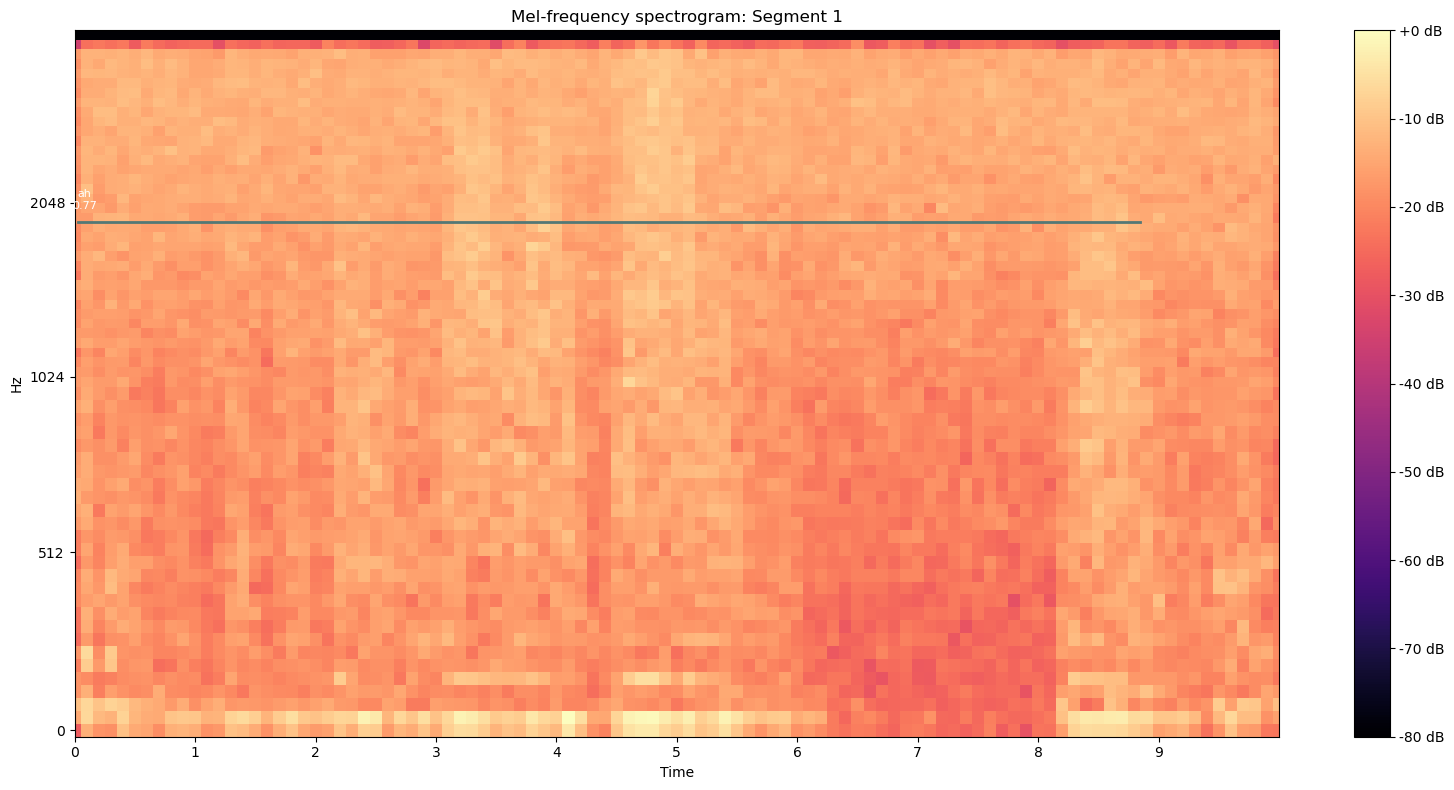 Mel-frequency spectrogram: Segment 1
+0 dB
-10 dB
-20 dB
-30 dB
-40 dB
-50 dB
-60 dB
-70 dB
-80 dB
ah
0.77
2048
1024
512
0
Hz
0 1 2 3 4 5 6 7 8 9
Time